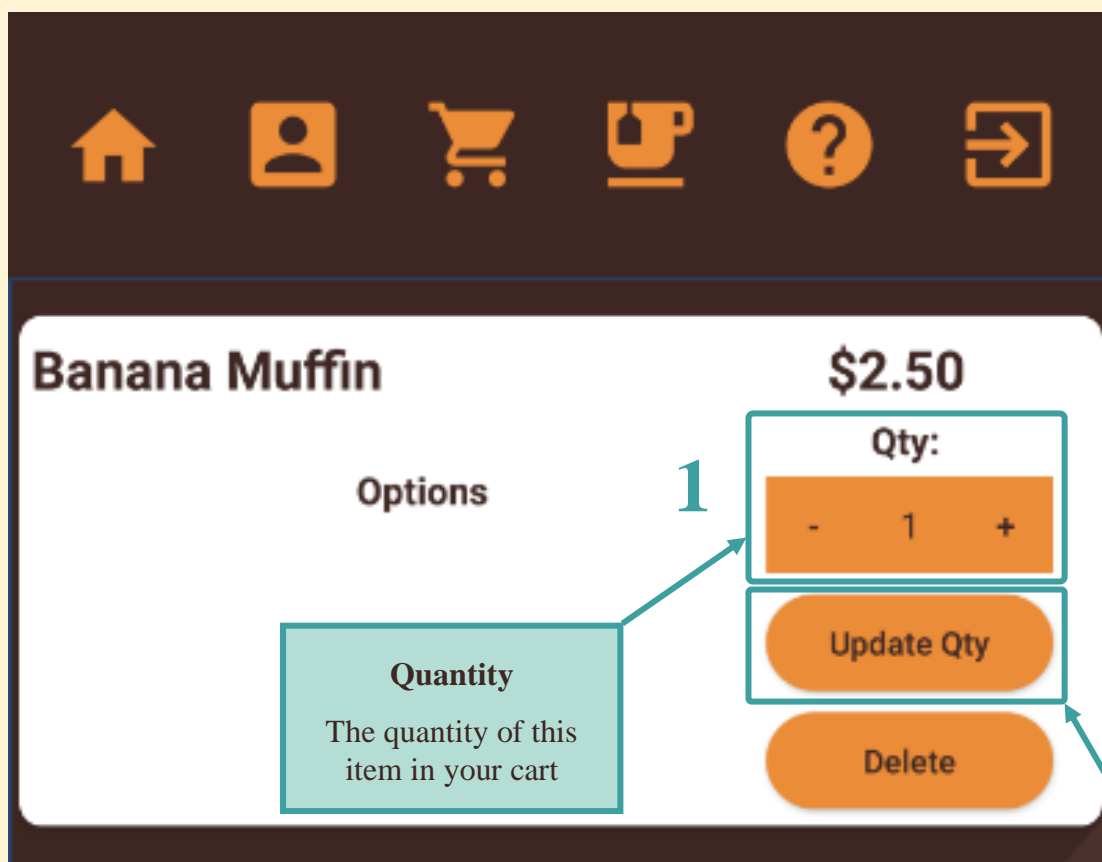 Banana Muffin $2.50
Qty:
Options
1
- 1 +
Update Qty
Quantity
The quantity of this
item in your cart
Delete